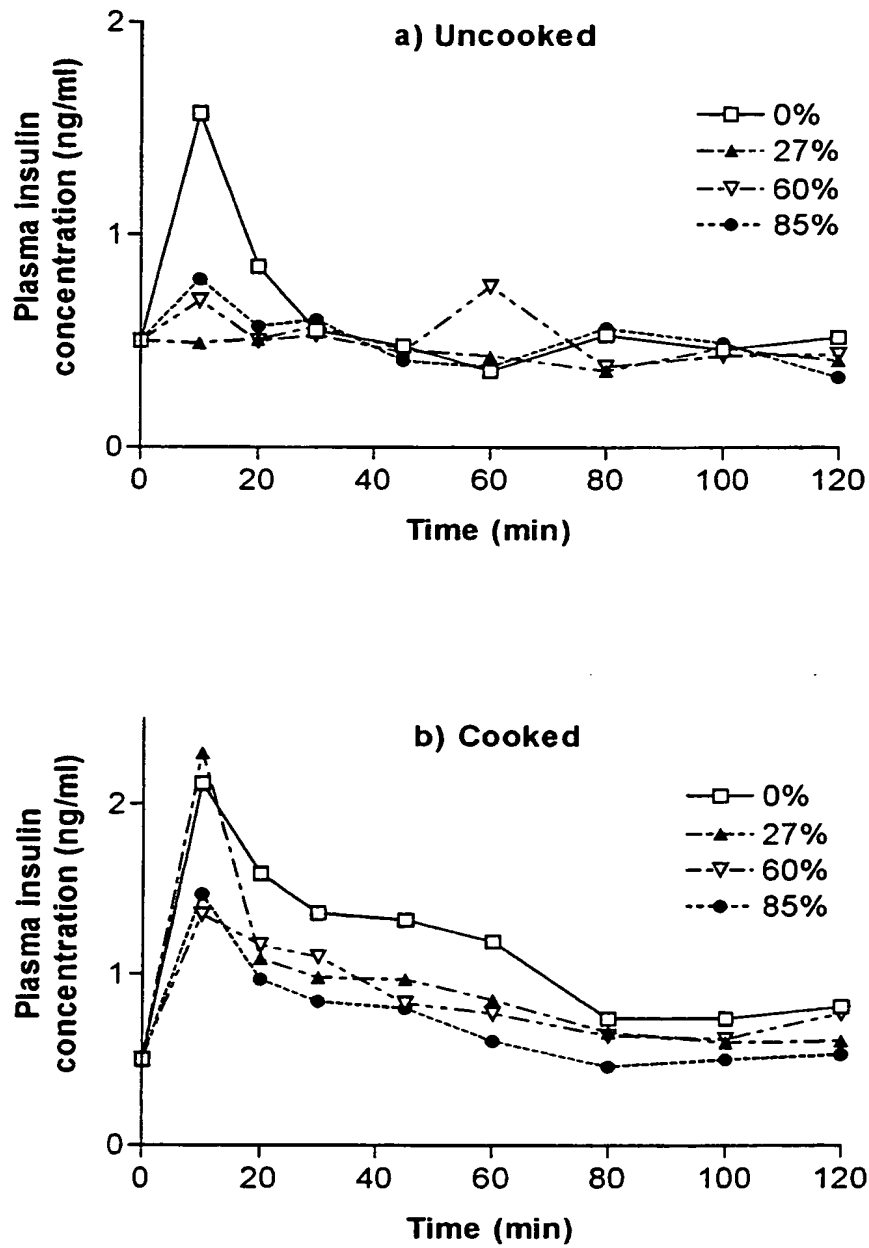 a) Uncooked
Plasma insulin
concentration (ng/ml)
2
1
0
0%
27%
60%
85%
0 20 40 60 80 100 120
Time (min)
b) Cooked
Plasma insulin
concentration (ng/ml)
2
1
0
0%
27%
60%
85%
0 20 40 60 80 100 120
Time (min)